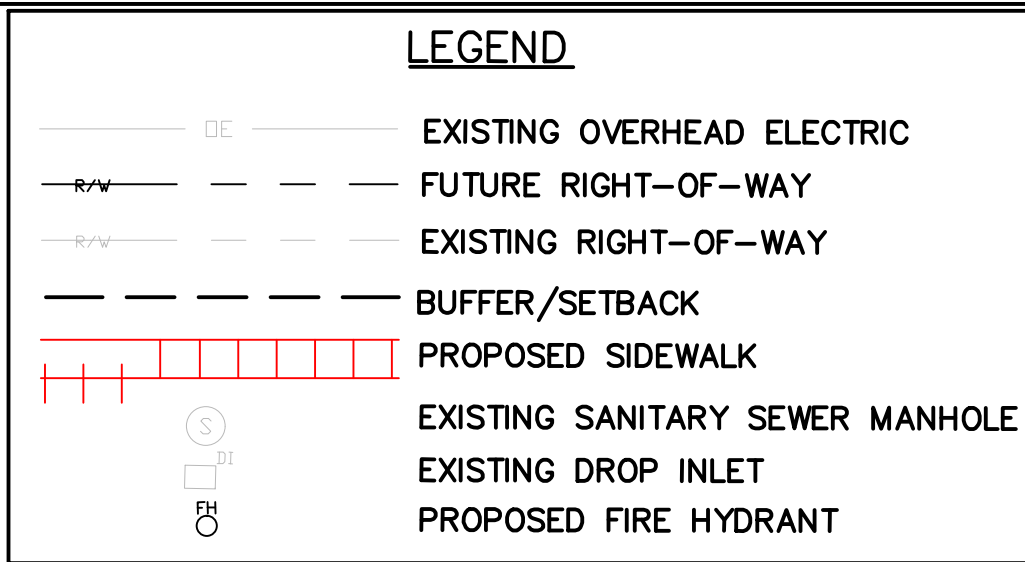 LEGEND
OE EXISTING OVERHEAD ELECTRIC
R/W FUTURE RIGHT-OF-WAY
R/W EXISTING RIGHT-OF-WAY
BUFFER/SETBACK
PROPOSED SIDEWALK
S EXISTING SANITARY SEWER MANHOLE
DI EXISTING DROP INLET
FH PROPOSED FIRE HYDRANT